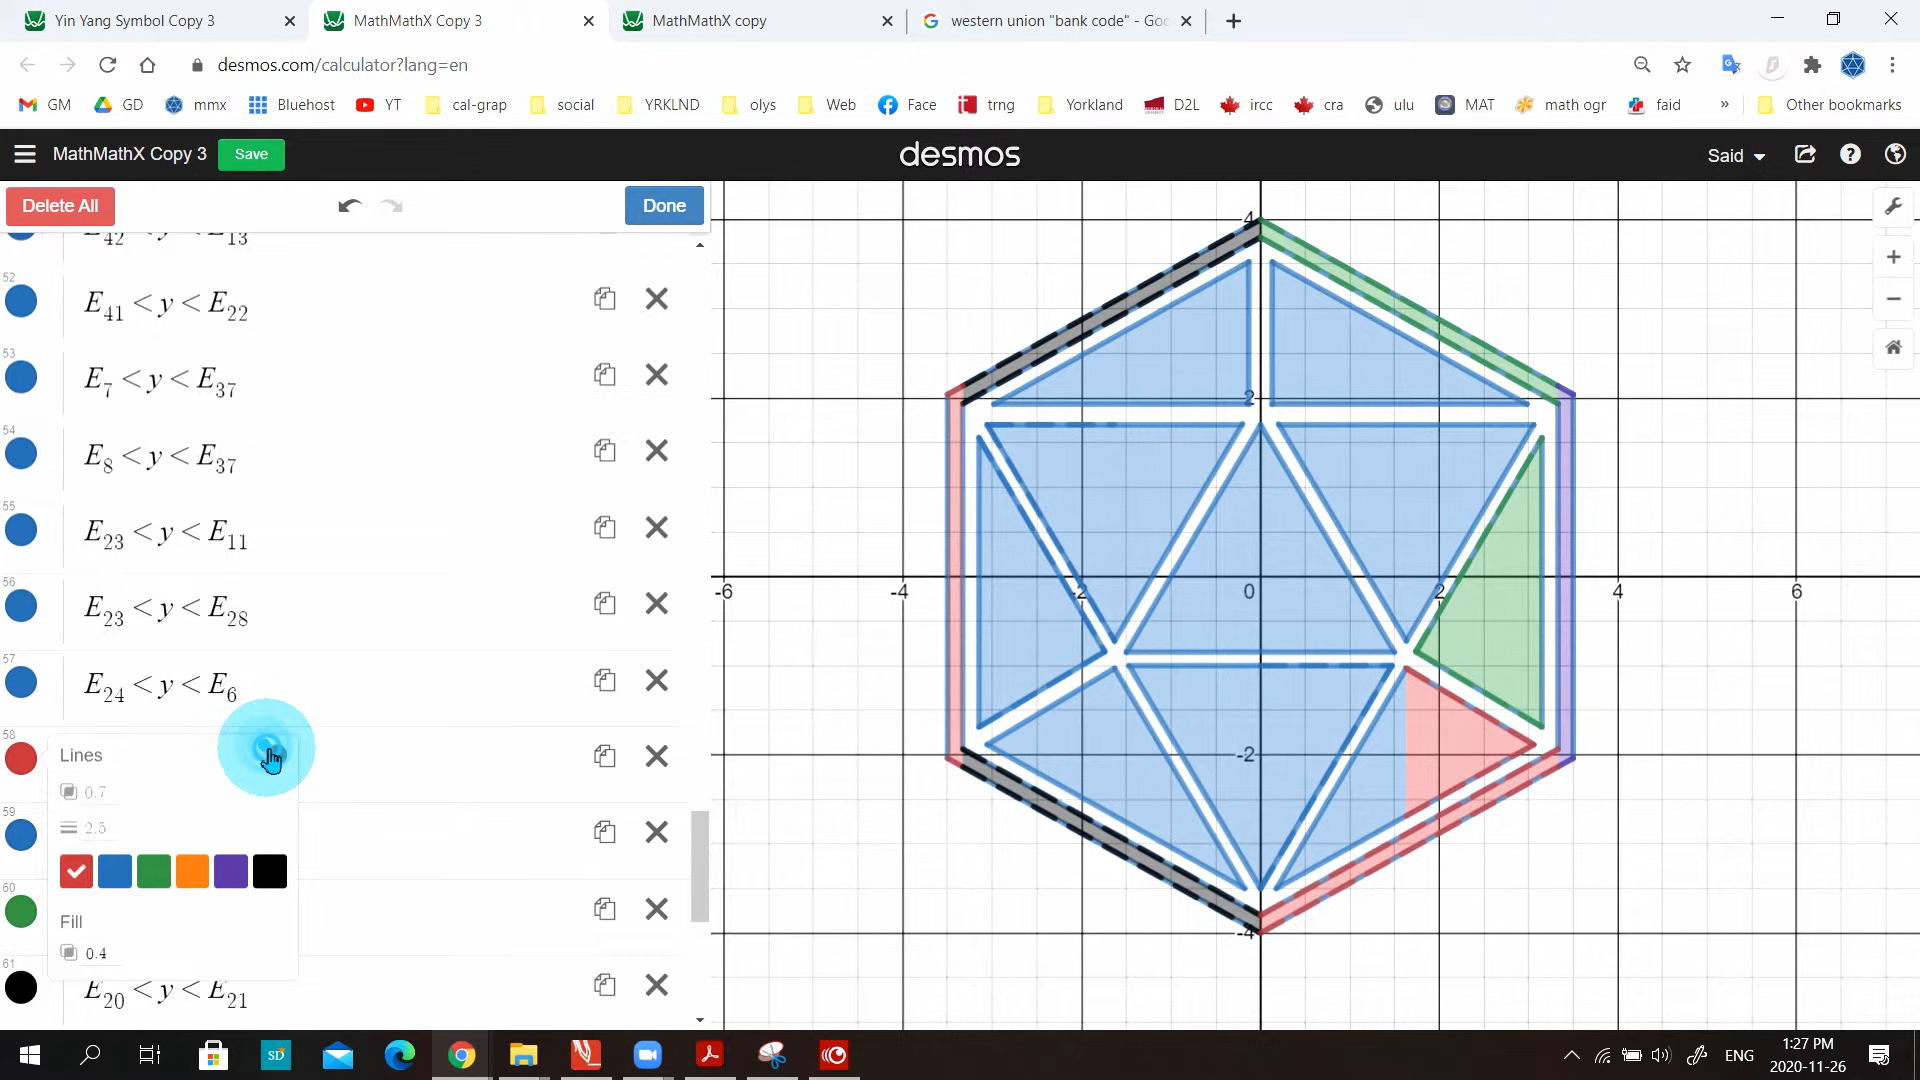 Yin Yang Symbol Copy 3
MathMathX Copy 3
MathMathX copy
western union "bank code" - Goo
desmos.com/calculator?lang=en
GM GD mmx Bluehost YT cal-grap social YRKLND olys Web Face trng Yorkland D2L ircc cra ulu MAT math ogr faid » Other bookmarks
MathMathX Copy 3 Save desmos Said
Delete All Done
E42 < y < E13
52
E41 < y < E22
53
E7 < y < E37
54
E8 < y < E37
55
E23 < y < E11
56
E23 < y < E28
57
E24 < y < E6
58
Lines
0.7
2.5
59
60
Fill
0.4
61
E20 < y < E21
4
2
-6 -4 -2 0 2 4 6
-2
-4
SD
ENG
1:27 PM
2020-11-26